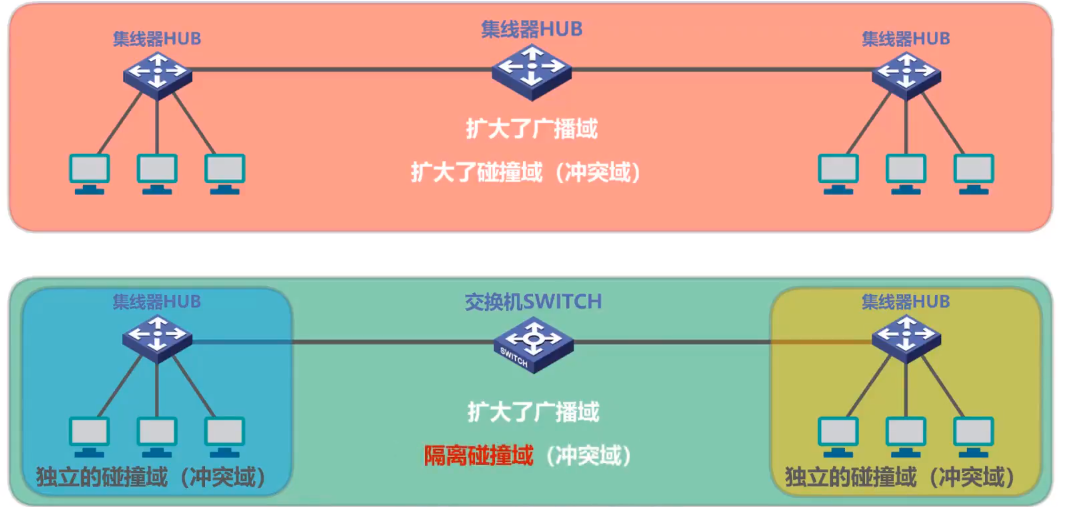 集线器HUB
集线器HUB
集线器HUB
扩大了广播域
扩大了碰撞域（冲突域）
集线器HUB
交换机SWITCH
集线器HUB
SWITCH
扩大了广播域
隔离碰撞域（冲突域）
独立的碰撞域（冲突域）
独立的碰撞域（冲突域）